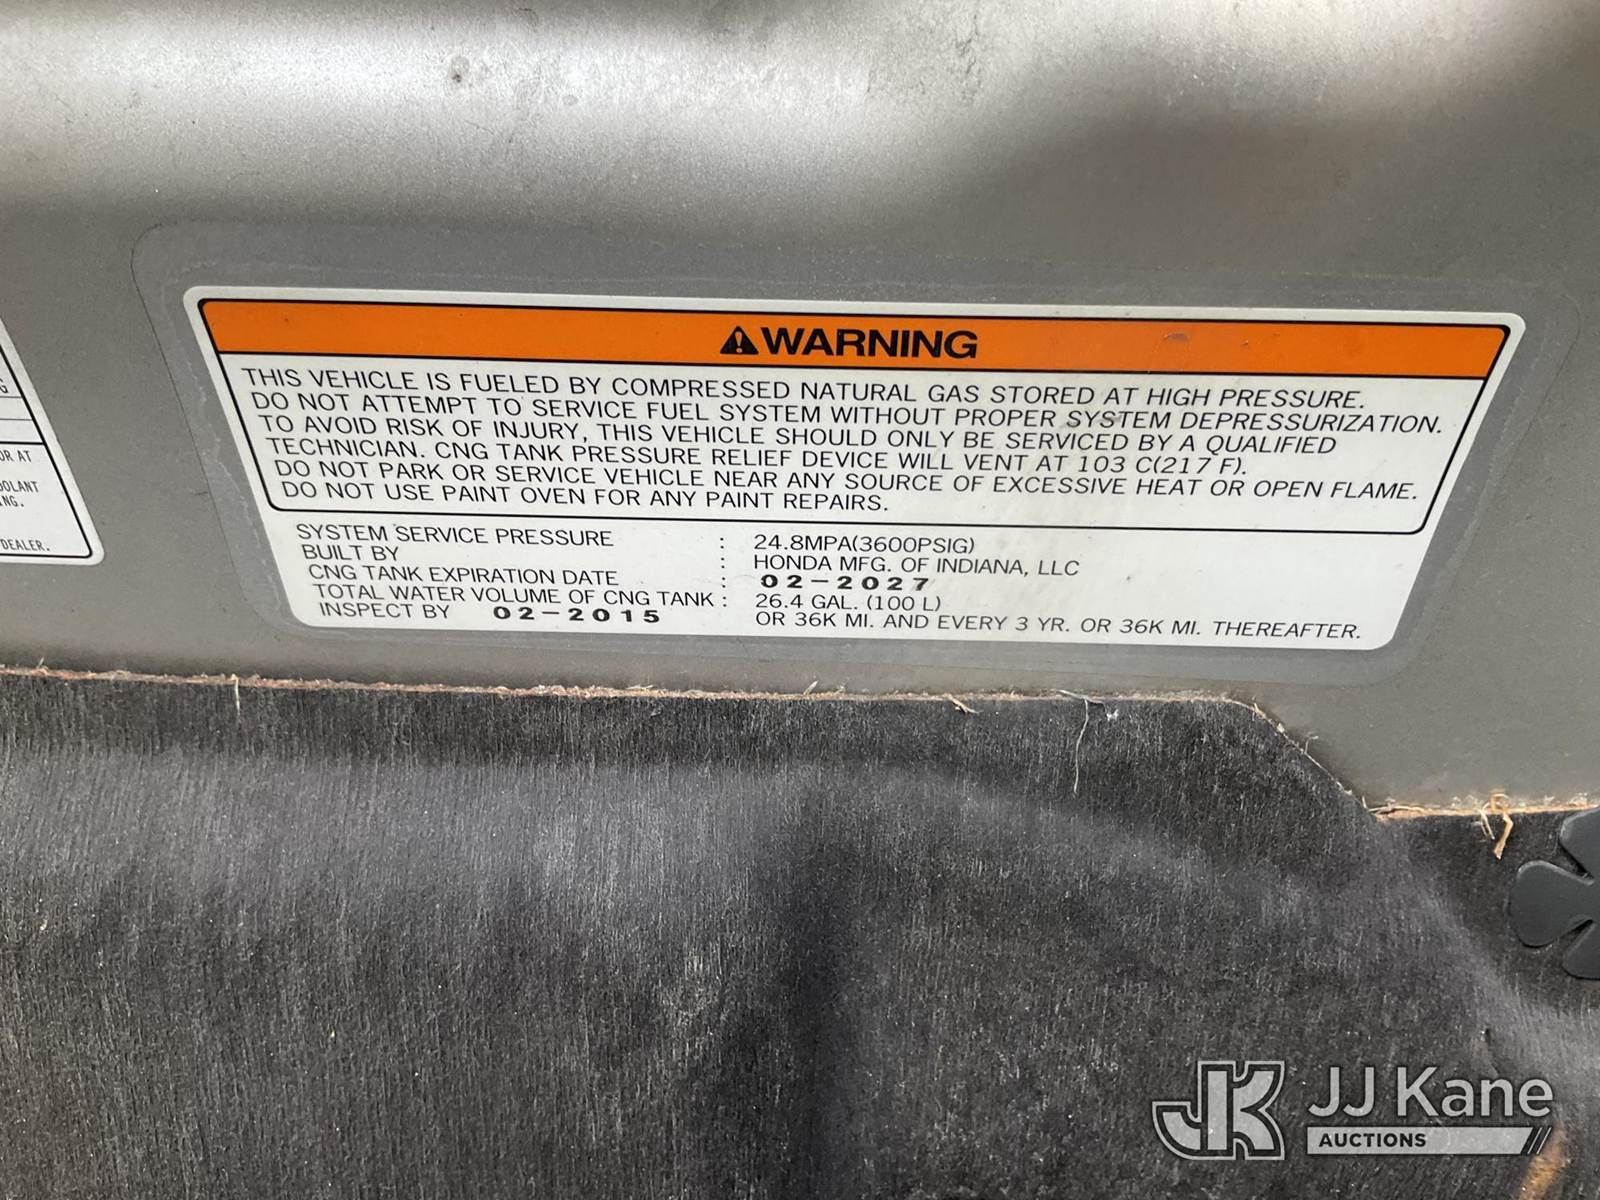 G
OR AT
OOLANT
NG.
DEALER.
WARNING
THIS VEHICLE IS FUELED BY COMPRESSED NATURAL GAS STORED AT HIGH PRESSURE.
DO NOT ATTEMPT TO SERVICE FUEL SYSTEM WITHOUT PROPER SYSTEM DEPRESSURIZATION.
TO AVOID RISK OF INJURY, THIS VEHICLE SHOULD ONLY BE SERVICED BY A QUALIFIED
TECHNICIAN. CNG TANK PRESSURE RELIEF DEVICE WILL VENT AT 103 C(217 F).
DO NOT PARK OR SERVICE VEHICLE NEAR ANY SOURCE OF EXCESSIVE HEAT OR OPEN FLAME.
DO NOT USE PAINT OVEN FOR ANY PAINT REPAIRS.
SYSTEM SERVICE PRESSURE : 24.8MPA(3600PSIG)
BUILT BY : HONDA MFG. OF INDIANA, LLC
CNG TANK EXPIRATION DATE : 02-2027
TOTAL WATER VOLUME OF CNG TANK : 26.4 GAL. (100 L)
INSPECT BY 02-2015 OR 36K MI. AND EVERY 3 YR. OR 36K MI. THEREAFTER.
JK JJ Kane
AUCTIONS